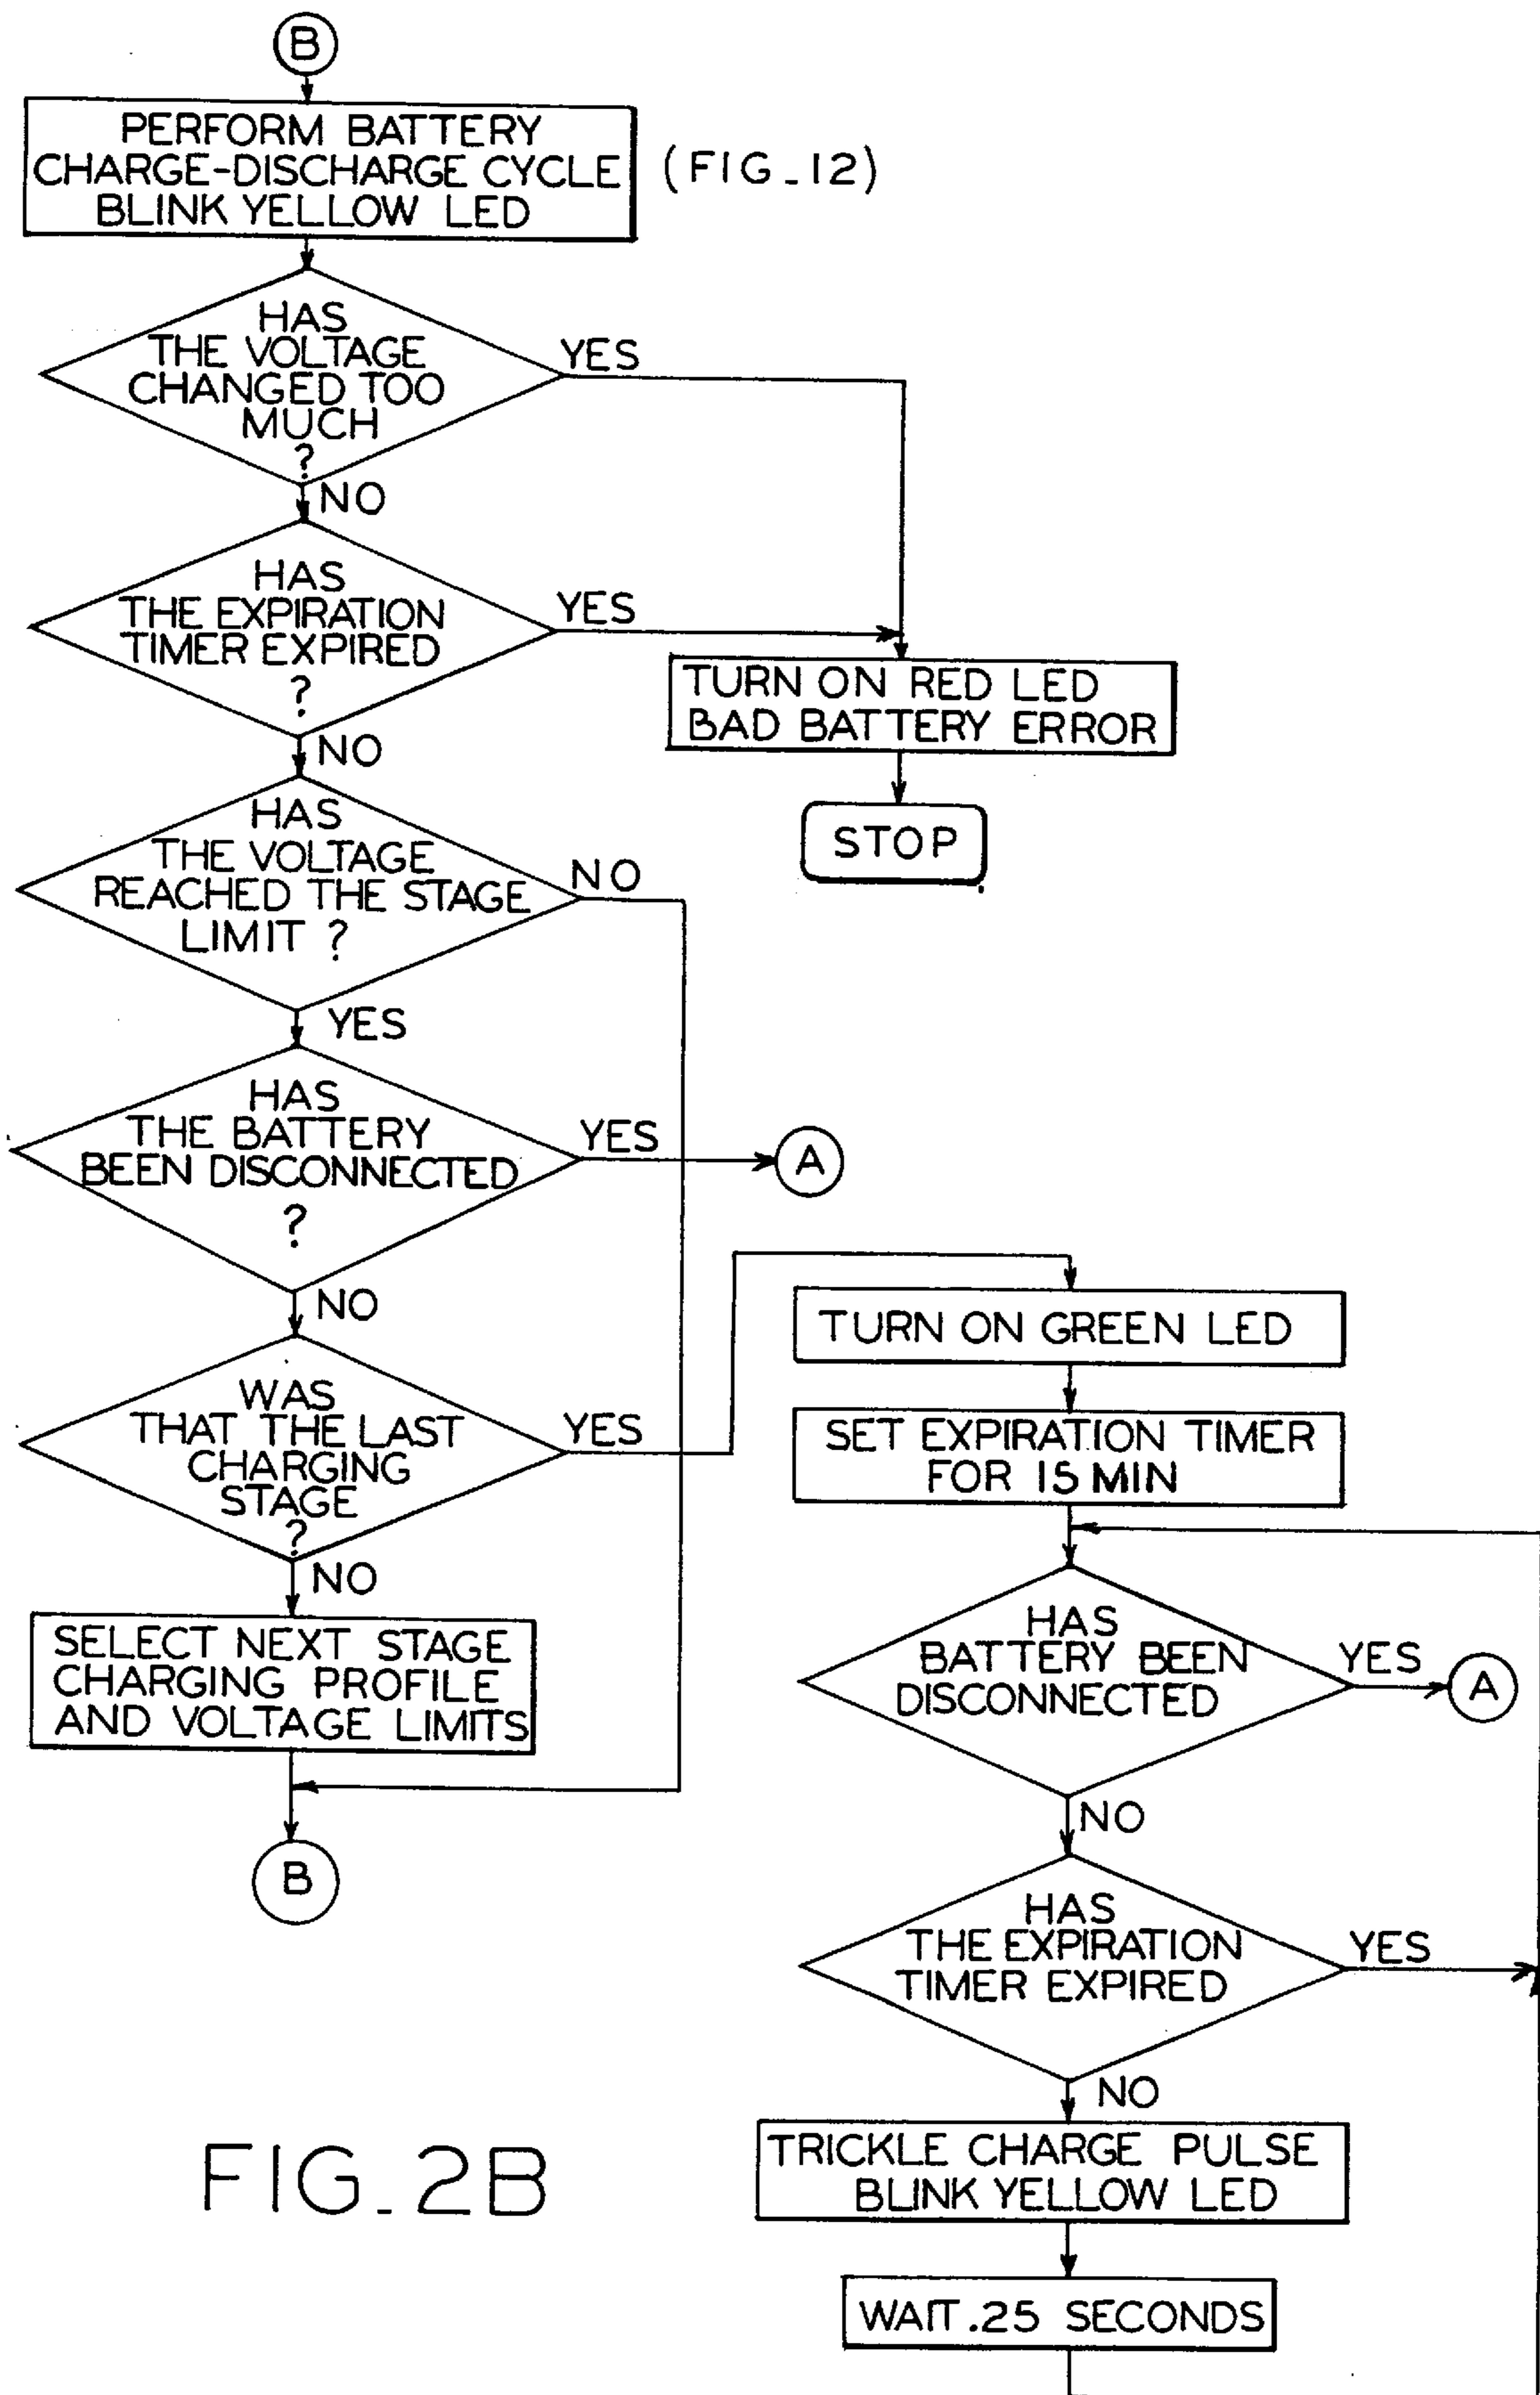 B
PERFORM BATTERY
CHARGE-DISCHARGE CYCLE
BLINK YELLOW LED
(FIG_12)
HAS
THE VOLTAGE
CHANGED TOO
MUCH
?
YES
NO
HAS
THE EXPIRATION
TIMER EXPIRED
?
YES
NO
TURN ON RED LED
BAD BATTERY ERROR
STOP
HAS
THE VOLTAGE
REACHED THE STAGE
LIMIT ?
NO
YES
HAS
THE BATTERY
BEEN DISCONNECTED
?
YES
A
NO
WAS
THAT THE LAST
CHARGING
STAGE
?
YES
NO
SELECT NEXT STAGE
CHARGING PROFILE
AND VOLTAGE LIMITS
B
TURN ON GREEN LED
SET EXPIRATION TIMER
FOR 15 MIN
HAS
BATTERY BEEN
DISCONNECTED
YES
A
NO
HAS
THE EXPIRATION
TIMER EXPIRED
YES
NO
TRICKLE CHARGE PULSE
BLINK YELLOW LED
WAIT .25 SECONDS
FIG_2B